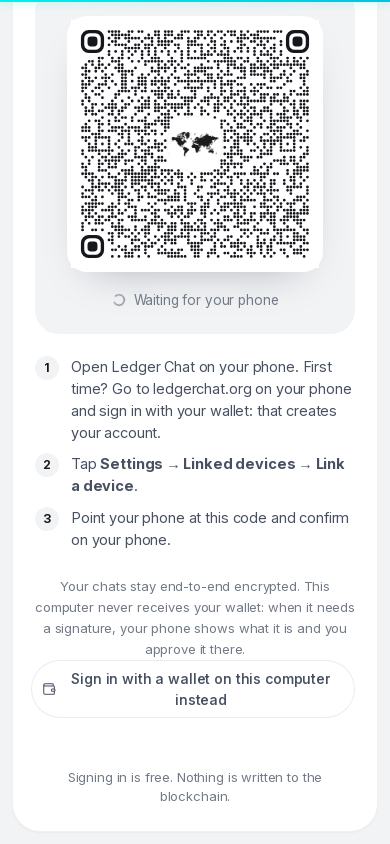 Waiting for your phone
1 Open Ledger Chat on your phone. First
time? Go to ledgerchat.org on your phone
and sign in with your wallet: that creates
your account.
2 Tap Settings → Linked devices → Link
a device.
3 Point your phone at this code and confirm
on your phone.
Your chats stay end-to-end encrypted. This
computer never receives your wallet: when it needs
a signature, your phone shows what it is and you
approve it there.
Sign in with a wallet on this computer
instead
Signing in is free. Nothing is written to the
blockchain.